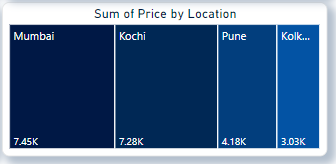 Sum of Price by Location
Mumbai
Kochi
Pune
Kolk...
7.45K
7.28K
4.18K
3.03K